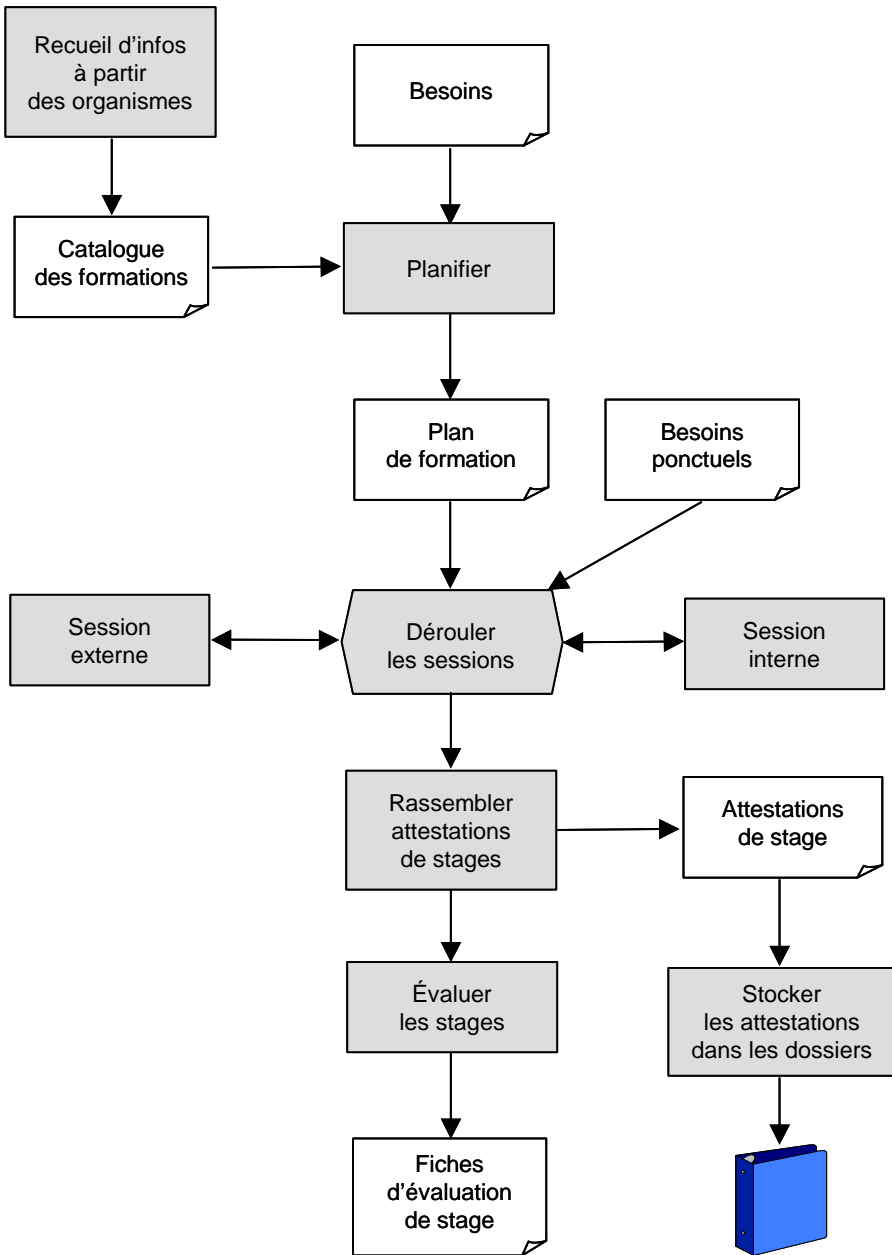 Recueil d'infos
à partir
des organismes
Besoins
Catalogue
des formations
Planifier
Plan
de formation
Besoins
ponctuels
Session
externe
Dérouler
les sessions
Session
interne
Rassembler
attestations
de stages
Attestations
de stage
Évaluer
les stages
Stocker
les attestations
dans les dossiers
Fiches
d'évaluation
de stage